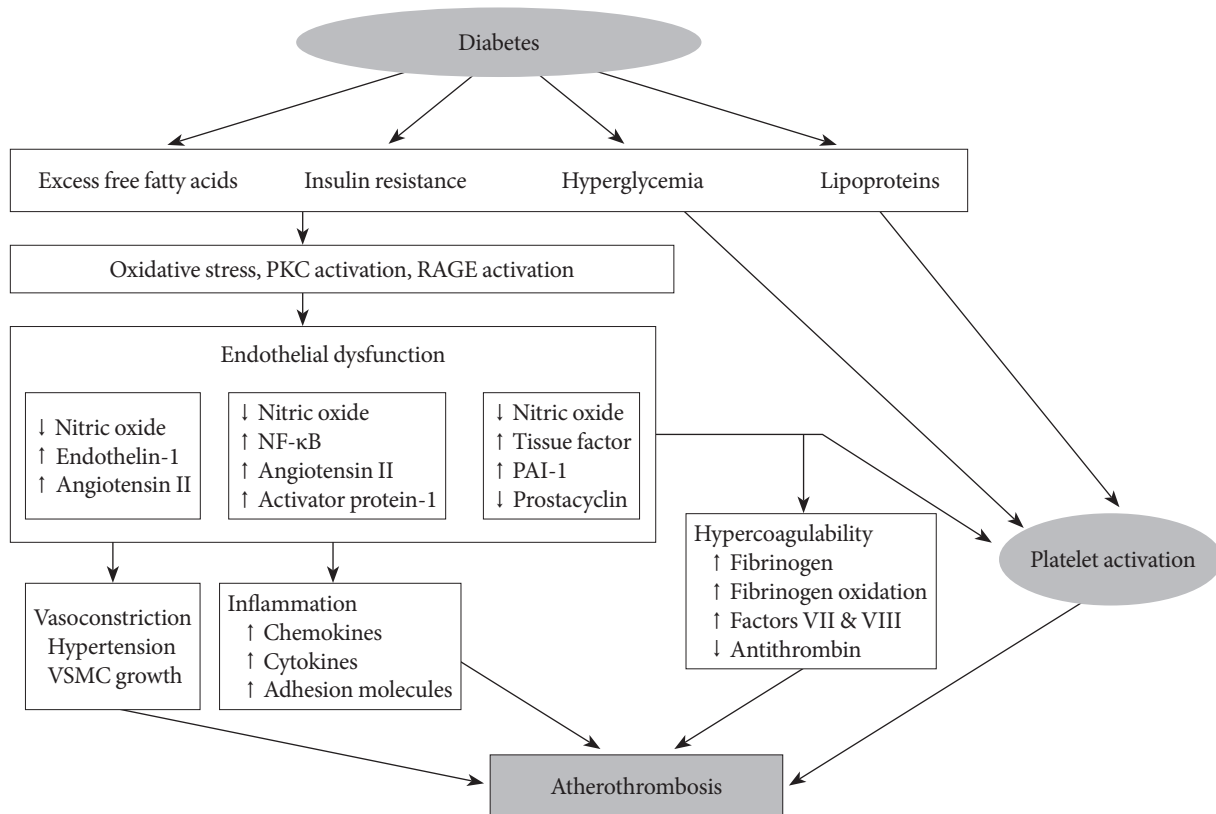 Diabetes
Excess free fatty acids
Insulin resistance
Hyperglycemia
Lipoproteins
Oxidative stress, PKC activation, RAGE activation
Endothelial dysfunction
↓ Nitric oxide
↑ Endothelin-1
↑ Angiotensin II
↓ Nitric oxide
↑ NF-κB
↑ Angiotensin II
↑ Activator protein-1
↓ Nitric oxide
↑ Tissue factor
↑ PAI-1
↓ Prostacyclin
Hypercoagulability
↑ Fibrinogen
↑ Fibrinogen oxidation
↑ Factors VII & VIII
↓ Antithrombin
Platelet activation
Vasoconstriction
Hypertension
VSMC growth
Inflammation
↑ Chemokines
↑ Cytokines
↑ Adhesion molecules
Atherothrombosis